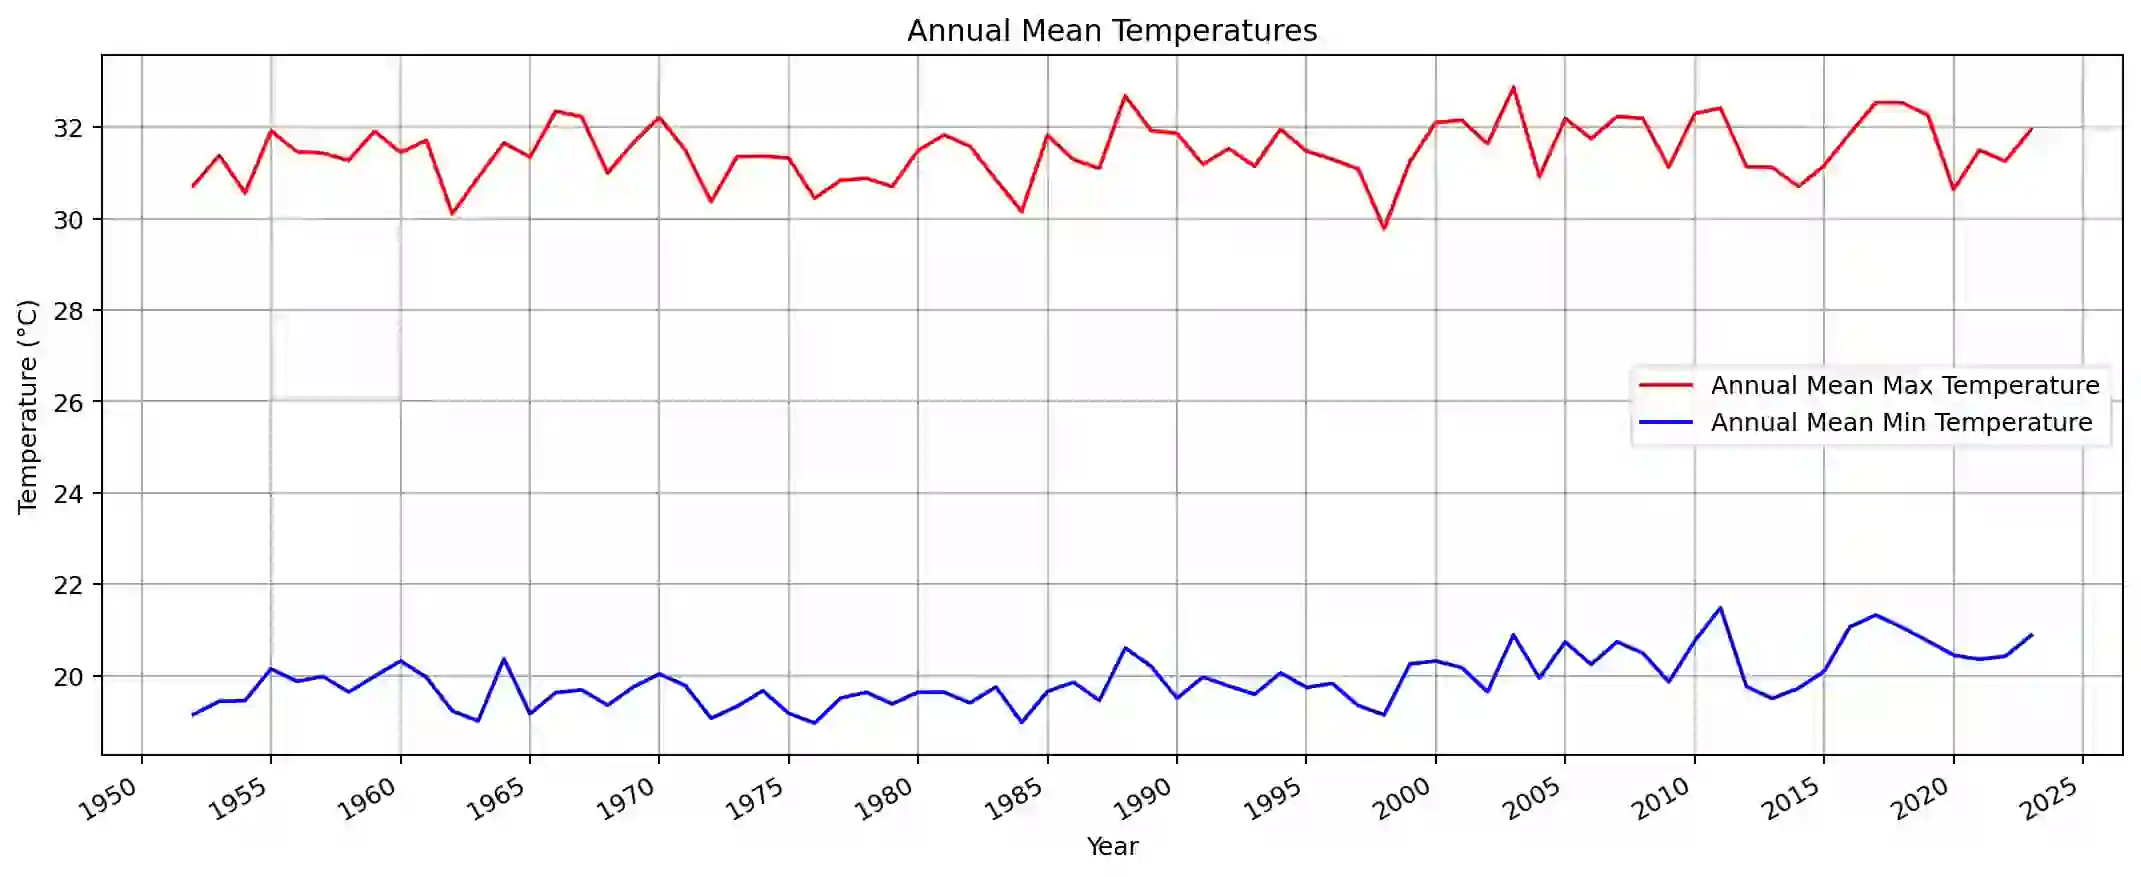 Annual Mean Temperatures
Temperature (°C)
32
30
28
26
24
22
20
Annual Mean Max Temperature
Annual Mean Min Temperature
1950 1955 1960 1965 1970 1975 1980 1985 1990 1995 2000 2005 2010 2015 2020 2025
Year